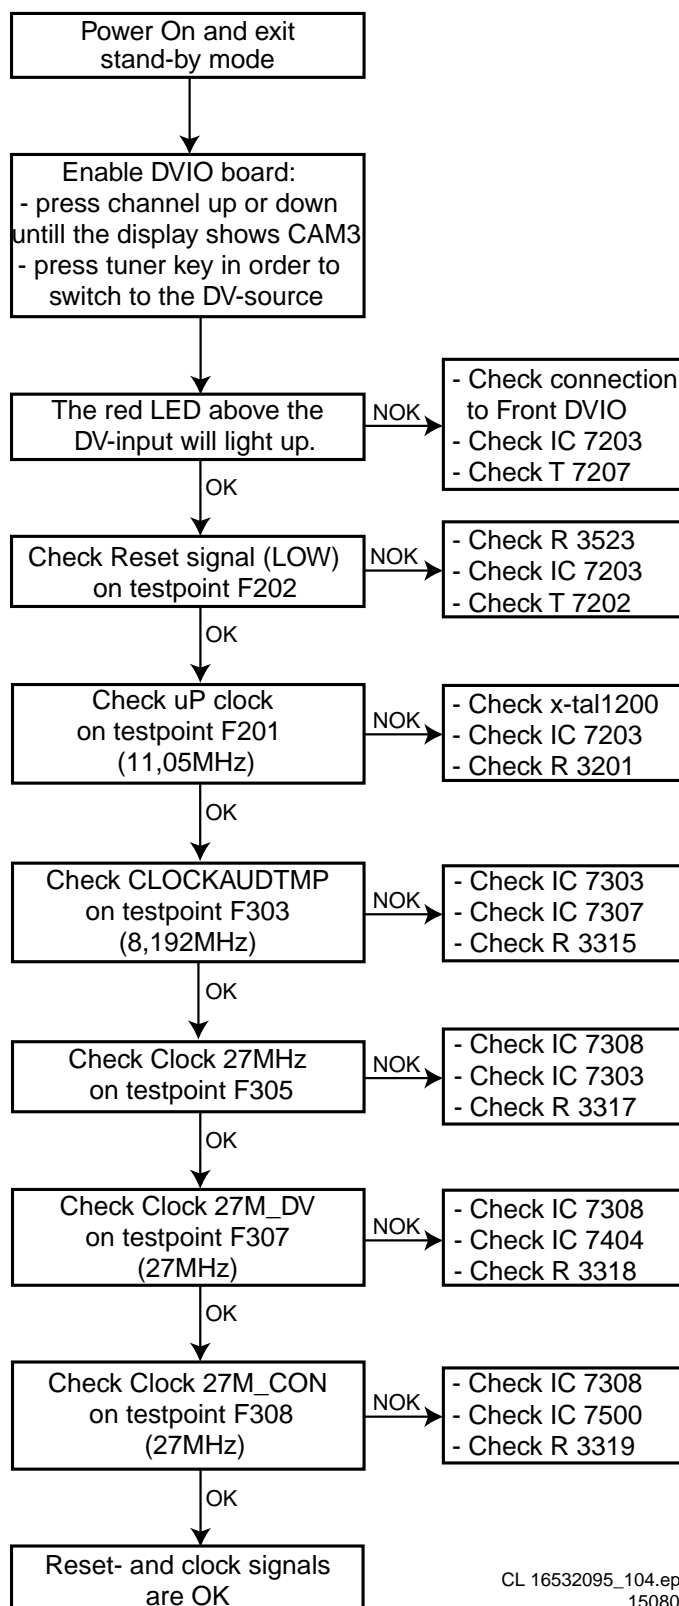 Power On and exit
stand-by mode
Enable DVIO board:
- press channel up or down
untill the display shows CAM3
- press tuner key in order to
switch to the DV-source
The red LED above the
DV-input will light up.
NOK
- Check connection
to Front DVIO
- Check IC 7203
- Check T 7207
OK
Check Reset signal (LOW)
on testpoint F202
NOK
- Check R 3523
- Check IC 7203
- Check T 7202
OK
Check uP clock
on testpoint F201
(11,05MHz)
NOK
- Check x-tal1200
- Check IC 7203
- Check R 3201
OK
Check CLOCKAUDTMP
on testpoint F303
(8,192MHz)
NOK
- Check IC 7303
- Check IC 7307
- Check R 3315
OK
Check Clock 27MHz
on testpoint F305
NOK
- Check IC 7308
- Check IC 7303
- Check R 3317
OK
Check Clock 27M_DV
on testpoint F307
(27MHz)
NOK
- Check IC 7308
- Check IC 7404
- Check R 3318
OK
Check Clock 27M_CON
on testpoint F308
(27MHz)
NOK
- Check IC 7308
- Check IC 7500
- Check R 3319
OK
Reset- and clock signals
are OK
CL 16532095_104.ep
15080